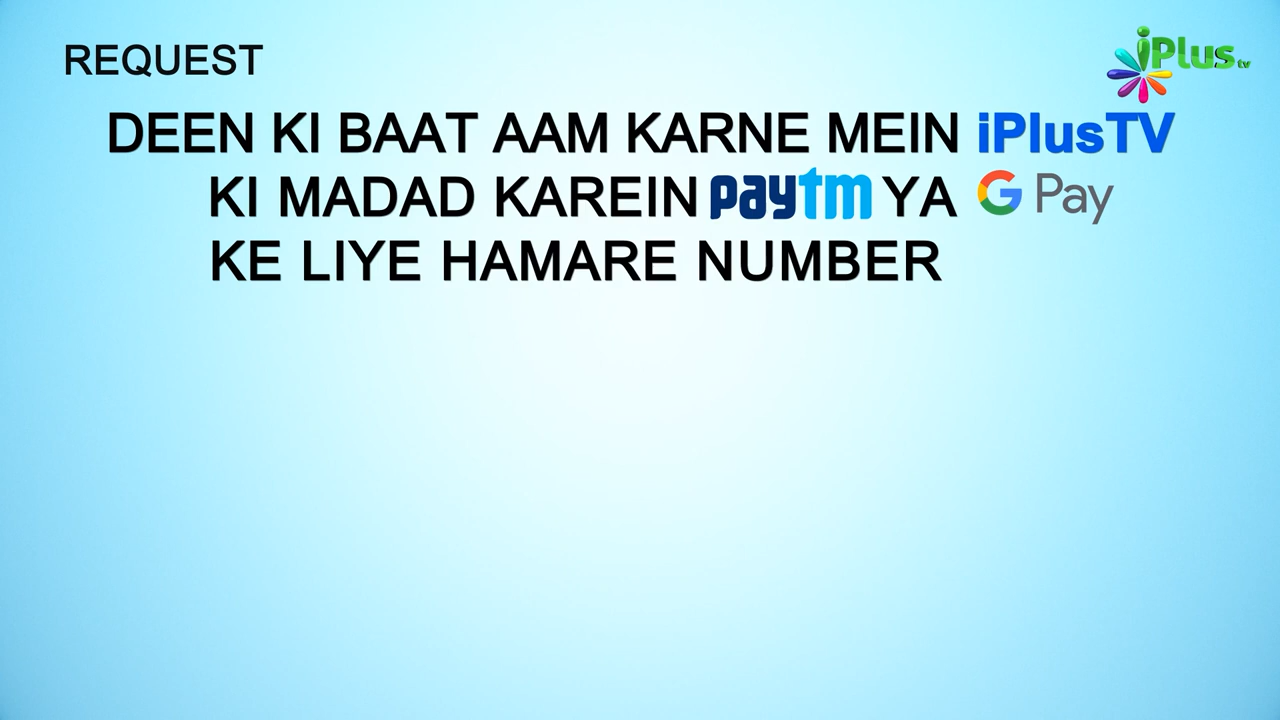 REQUEST
iPlus tv
DEEN KI BAAT AAM KARNE MEIN iPlusTV
KI MADAD KAREIN paytm YA G Pay
KE LIYE HAMARE NUMBER